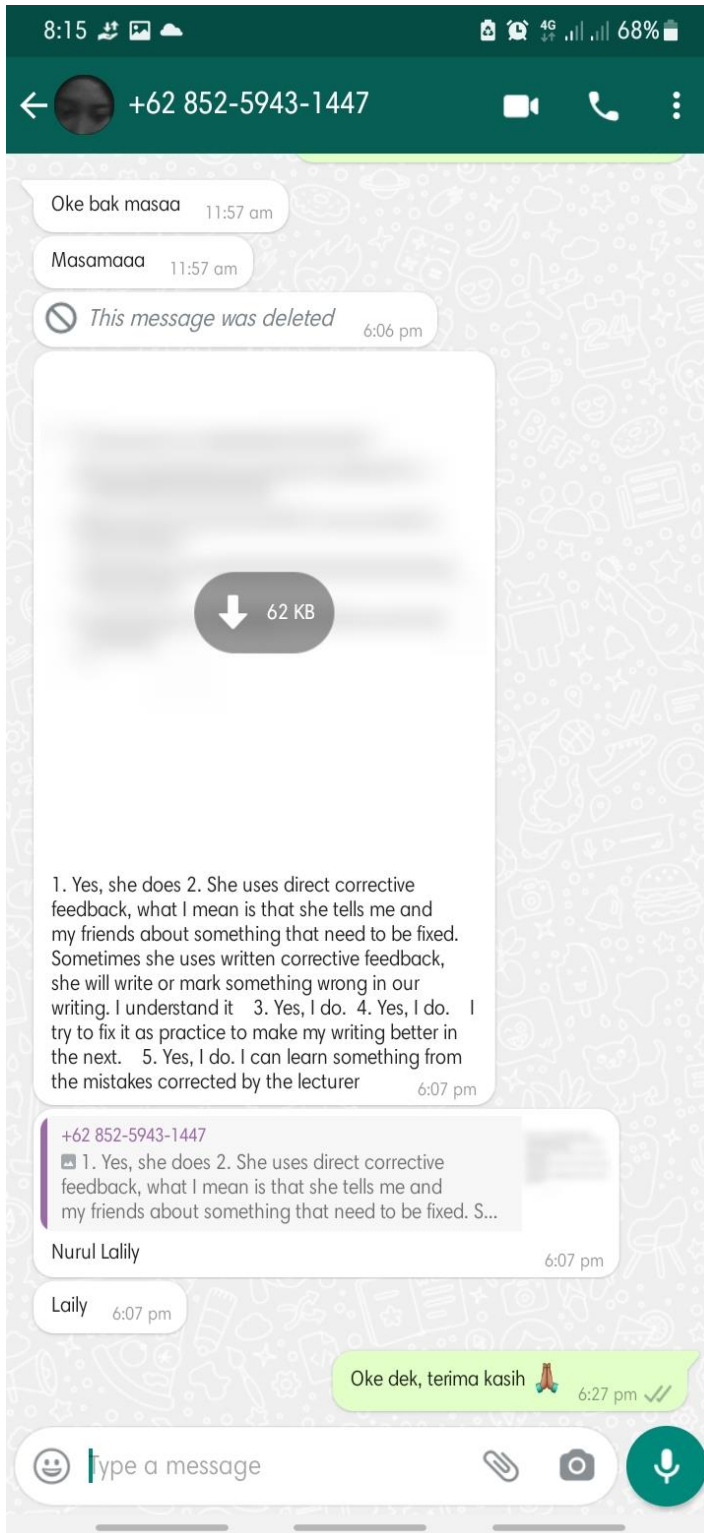 8:15 4G 68%
+62 852-5943-1447
Oke bak masaa 11:57 am
Masamaaa 11:57 am
This message was deleted 6:06 pm
62 KB
1. Yes, she does 2. She uses direct corrective
feedback, what I mean is that she tells me and
my friends about something that need to be fixed.
Sometimes she uses written corrective feedback,
she will write or mark something wrong in our
writing. I understand it 3. Yes, I do. 4. Yes, I do. I
try to fix it as practice to make my writing better in
the next. 5. Yes, I do. I can learn something from
the mistakes corrected by the lecturer 6:07 pm
+62 852-5943-1447
1. Yes, she does 2. She uses direct corrective
feedback, what I mean is that she tells me and
my friends about something that need to be fixed. S...
Nurul Lalily 6:07 pm
Laily 6:07 pm
Oke dek, terima kasih 🙏 6:27 pm
Type a message